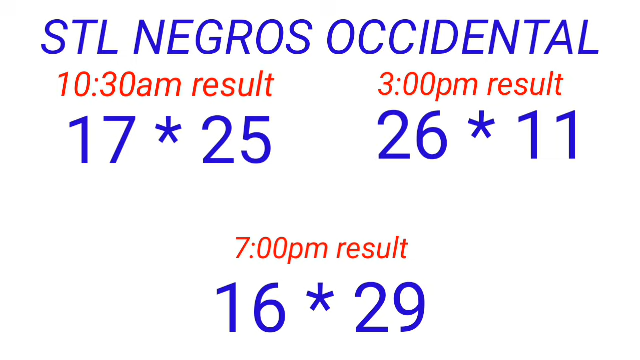 STL NEGROS OCCIDENTAL
10:30am result
17 * 25
3:00pm result
26 * 11
7:00pm result
16 * 29